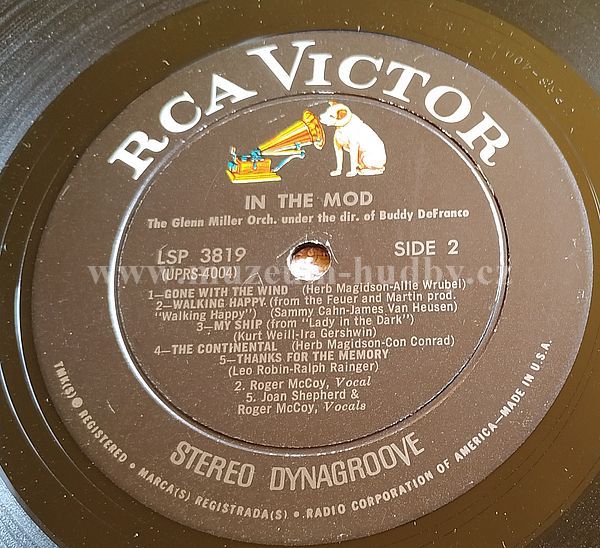 RCA VICTOR
IN THE MOD
The Glenn Miller Orch. under the dir. of Buddy DeFranco
LSP 3819
SIDE 2
(UPRS-4004)
www.muzeum-hudby.cz
1—GONE WITH THE WIND (Herb Magidson-Allie Wrubel)
2—WALKING HAPPY (from the Feuer and Martin prod.
"Walking Happy") (Sammy Cahn-James Van Heusen)
3—MY SHIP (from "Lady in the Dark")
(Kurt Weill-Ira Gershwin)
4—THE CONTINENTAL (Herb Magidson-Con Conrad)
5—THANKS FOR THE MEMORY
(Leo Robin-Ralph Rainger)
2. Roger McCoy, Vocal
5. Joan Shepherd &
Roger McCoy, Vocals
STEREO DYNAGROOVE
TMK(S) ® REGISTERED • MARCA(S) REGISTRADA(S) • RADIO CORPORATION OF AMERICA—MADE IN U.S.A.